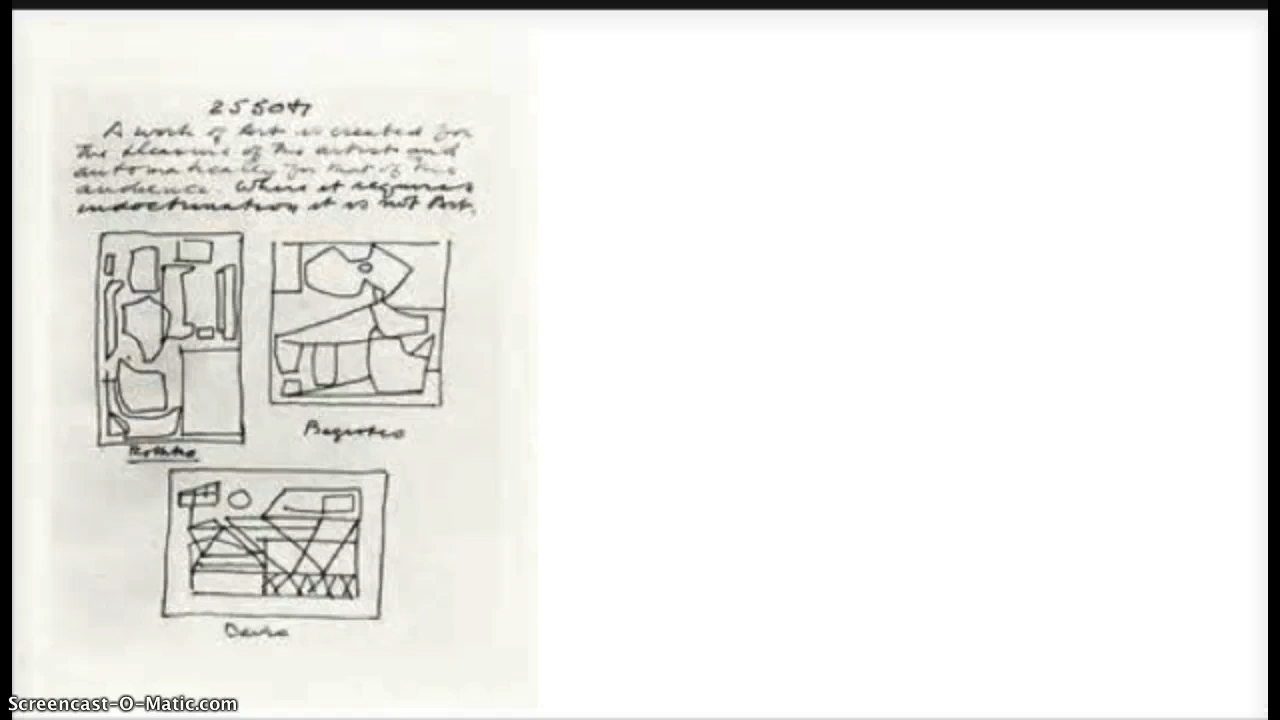 25504
A work of Art is created for
the pleasure of the artist and
automatically for that of the
audience. Where it requires
indoctrination it is not Art.
Baziotes
Davis
Screencast-O-Matic.com